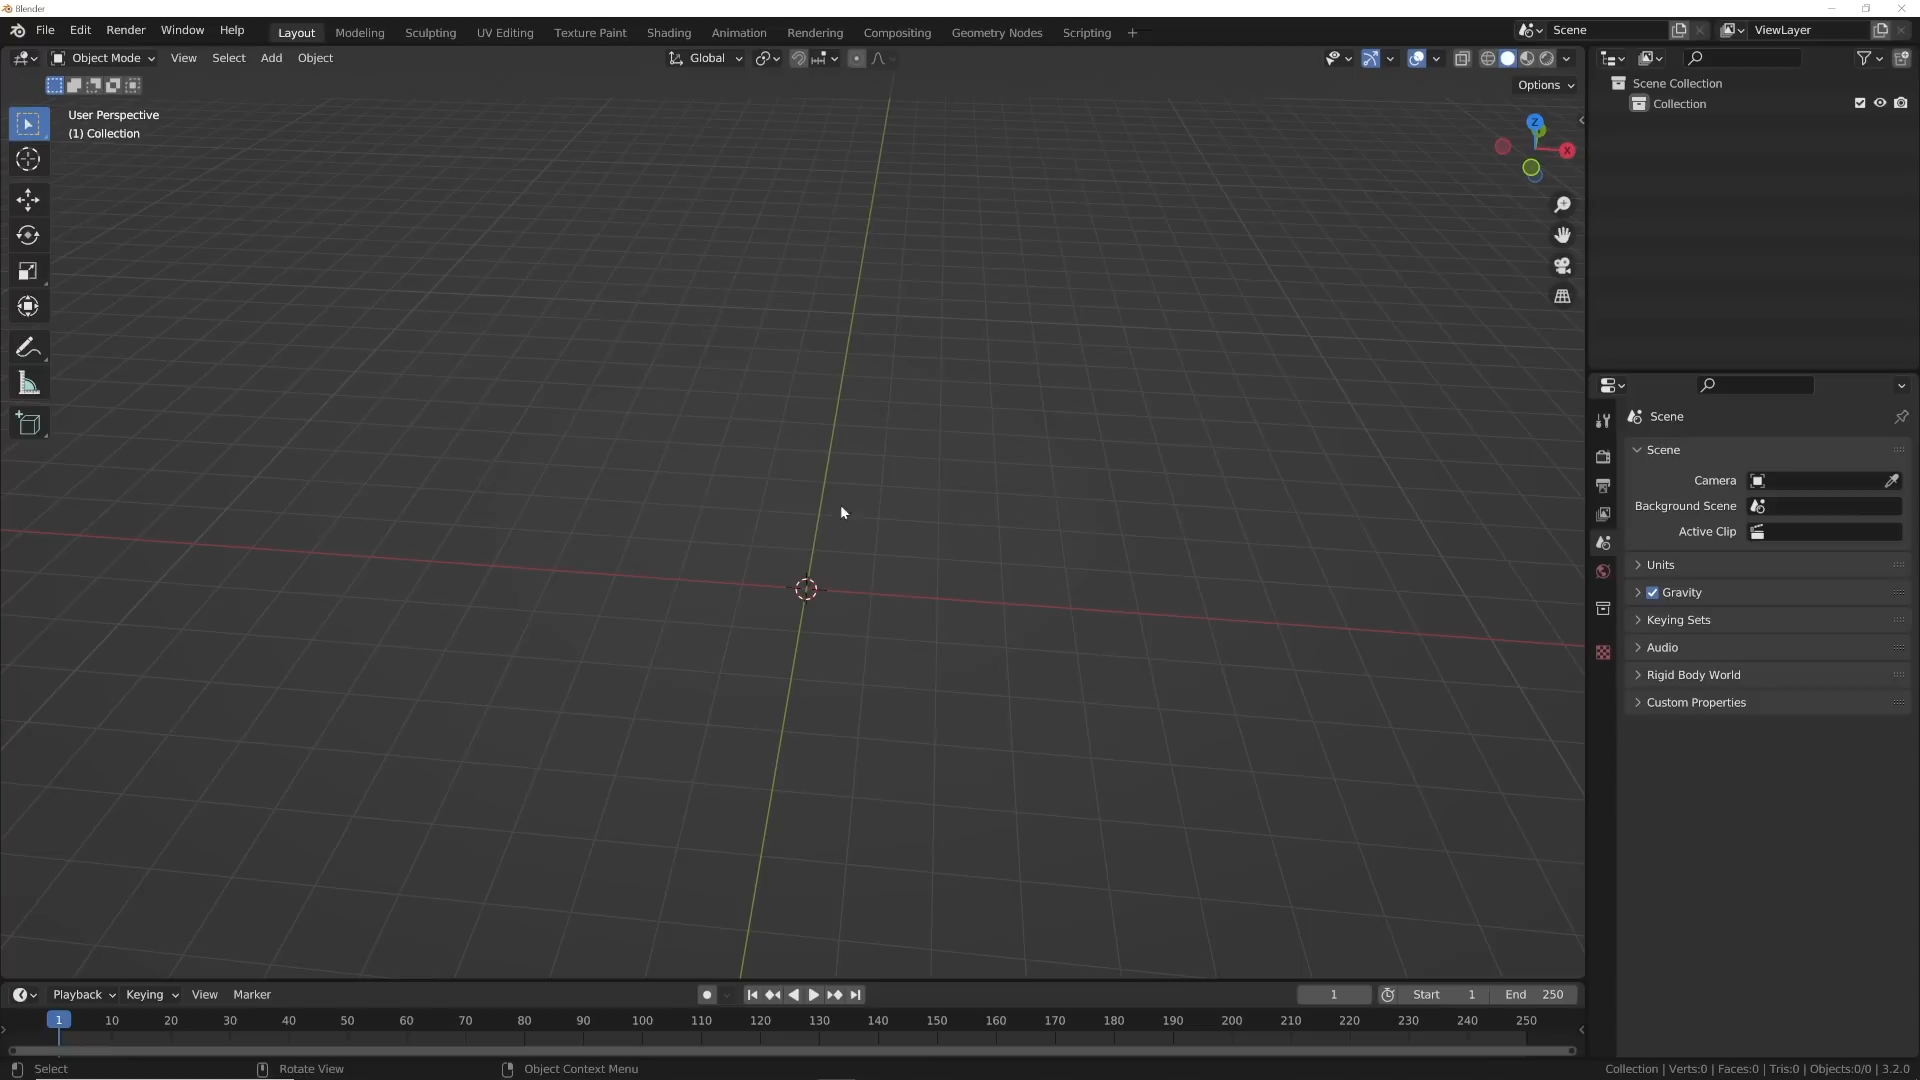 Blender
File Edit Render Window Help Layout Modeling Sculpting UV Editing Texture Paint Shading Animation Rendering Compositing Geometry Nodes Scripting + Scene ViewLayer
Object Mode View Select Add Object Global
Options
User Perspective
(1) Collection
Z
X
Scene Collection
Collection
Scene
Scene
Camera
Background Scene
Active Clip
Units
Gravity
Keying Sets
Audio
Rigid Body World
Custom Properties
Playback Keying View Marker 1 Start 1 End 250
1 10 20 30 40 50 60 70 80 90 100 110 120 130 140 150 160 170 180 190 200 210 220 230 240 250
Select Rotate View Object Context Menu Collection | Verts:0 | Faces:0 | Tris:0 | Objects:0/0 | 3.2.0